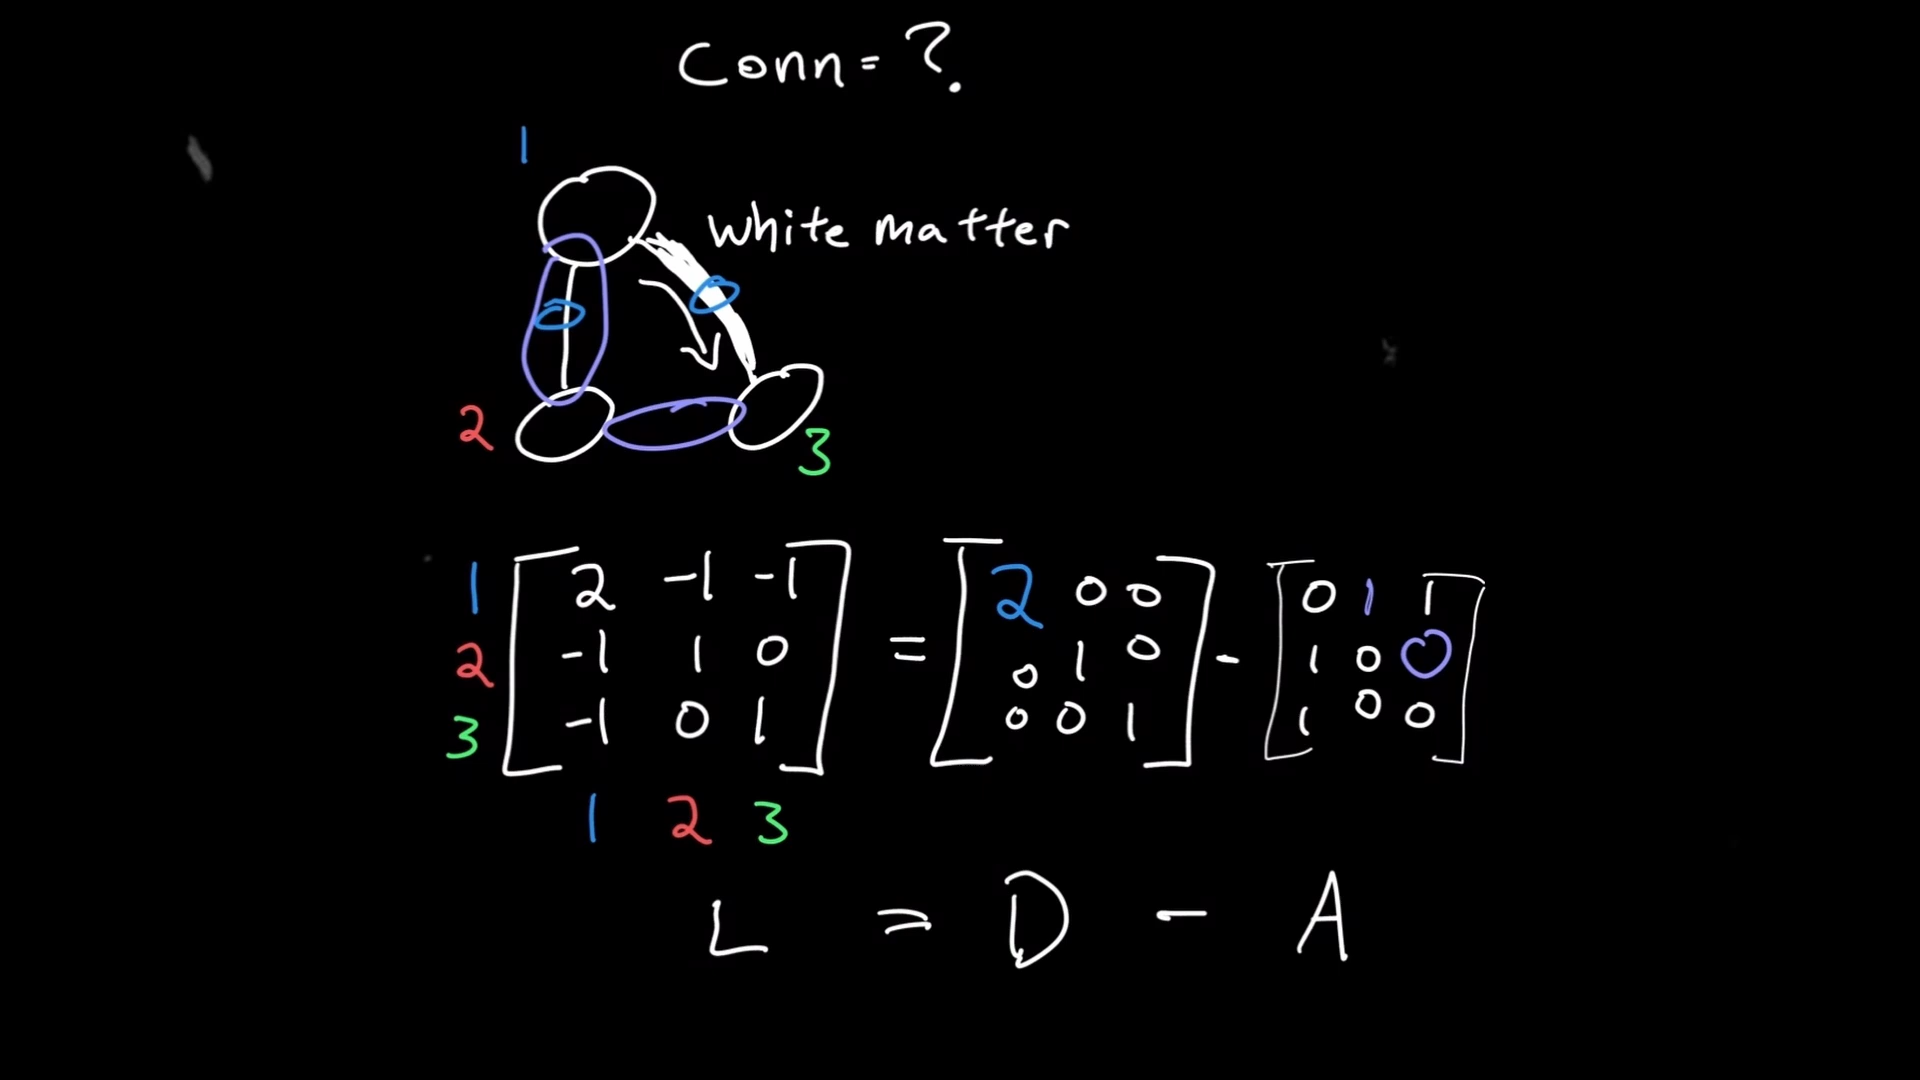 Conn = ?
1
white matter
2
3
1 [ 2 -1 -1 ] = [ 2 0 0 ] - [ 0 1 1 ]
2 [ -1 1 0 ] [ 0 1 0 ] [ 1 0 0 ]
3 [ -1 0 1 ] [ 0 0 1 ] [ 1 0 0 ]
1 2 3
L = D - A